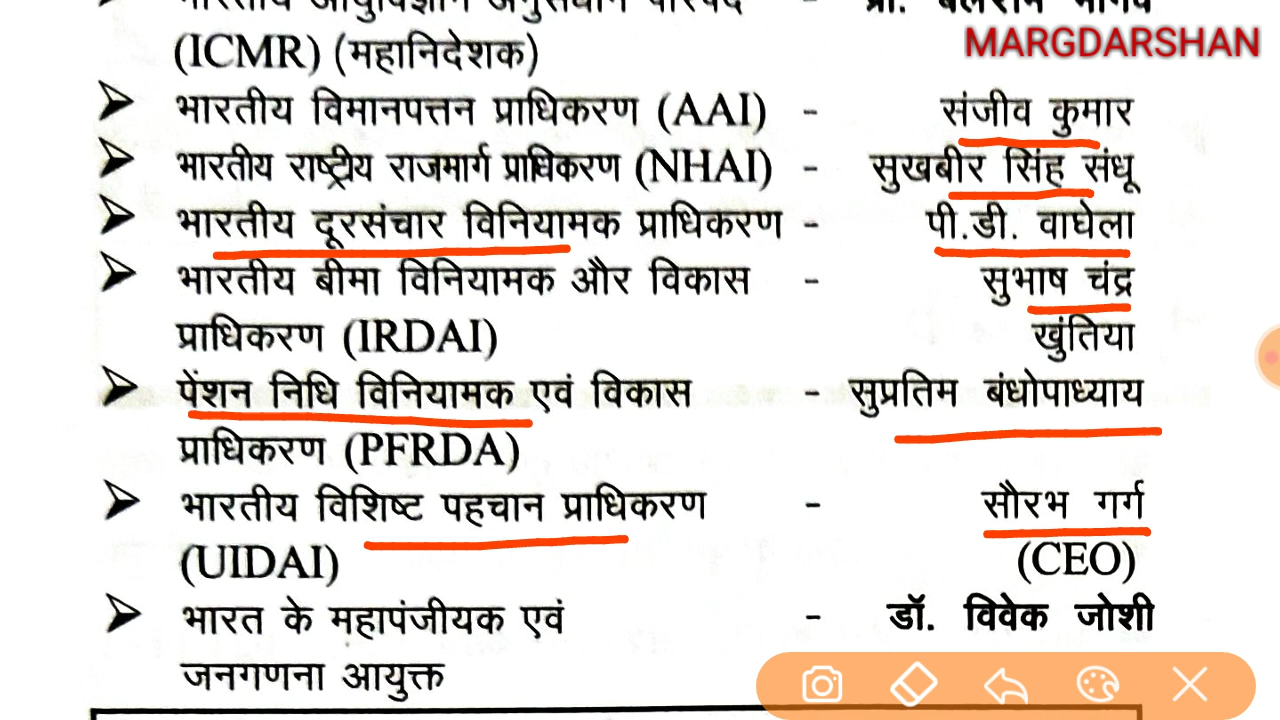 (ICMR) (महानिदेशक)
MARGDARSHAN
भारतीय विमानपत्तन प्राधिकरण (AAI) - संजीव कुमार
भारतीय राष्ट्रीय राजमार्ग प्राधिकरण (NHAI) - सुखबीर सिंह संधू
भारतीय दूरसंचार विनियामक प्राधिकरण - पी.डी. वाघेला
भारतीय बीमा विनियामक और विकास - सुभाष चंद्र
प्राधिकरण (IRDAI) खुंतिया
पेंशन निधि विनियामक एवं विकास - सुप्रतिम बंधोपाध्याय
प्राधिकरण (PFRDA)
भारतीय विशिष्ट पहचान प्राधिकरण - सौरभ गर्ग
(UIDAI) (CEO)
भारत के महापंजीयक एवं - डॉ. विवेक जोशी
जनगणना आयुक्त